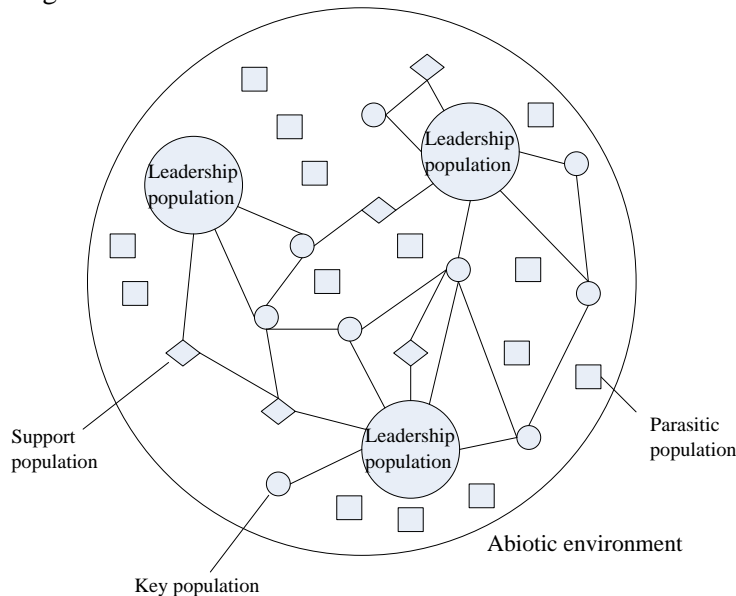 Leadership
population
Leadership
population
Leadership
population
Support
population
Parasitic
population
Abiotic environment
Key population